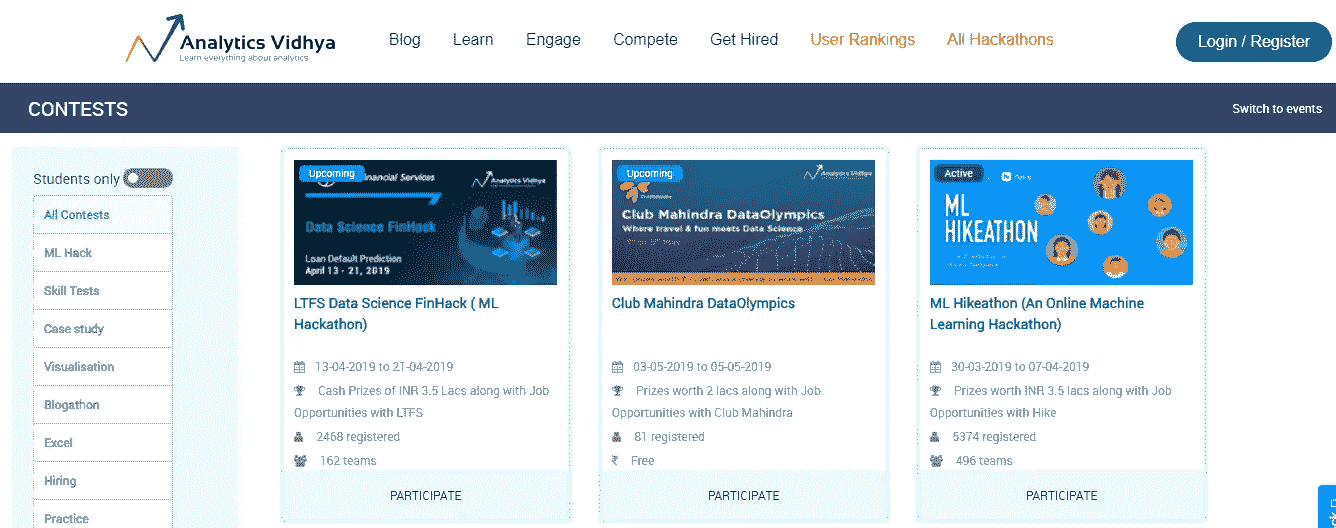 Analytics Vidhya
Learn everything about analytics
Blog Learn Engage Compete Get Hired User Rankings All Hackathons
Login / Register
CONTESTS
Switch to events
Students only
All Contests
ML Hack
Skill Tests
Case study
Visualisation
Blogathon
Excel
Hiring
Practice
Upcoming
Financial Services
Analytics Vidhya
Data Science FinHack
Loan Default Prediction
April 13 - 21, 2019
LTFS Data Science FinHack ( ML
Hackathon)
13-04-2019 to 21-04-2019
Cash Prizes of INR 3.5 Lacs along with Job
Opportunities with LTFS
2468 registered
162 teams
PARTICIPATE
Upcoming
Analytics Vidhya
Club Mahindra DataOlympics
Where travel & fun meets Data Science
Club Mahindra DataOlympics
03-05-2019 to 05-05-2019
Prizes worth 2 lacs along with Job
Opportunities with Club Mahindra
81 registered
₹ Free
PARTICIPATE
Active
ML
HIKEATHON
ML Hikeathon (An Online Machine
Learning Hackathon)
30-03-2019 to 07-04-2019
Prizes worth INR 3.5 lacs along with Job
Opportunities with Hike
5374 registered
496 teams
PARTICIPATE